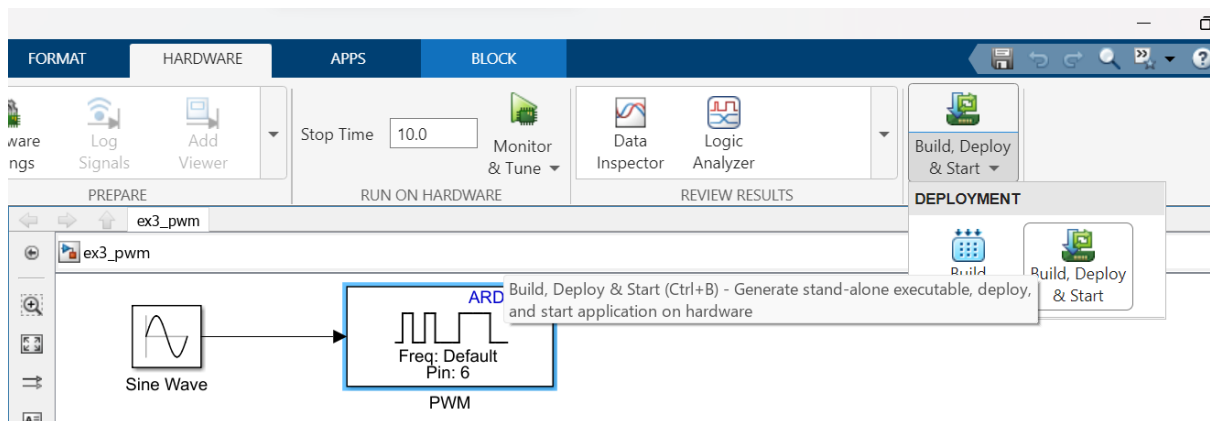 FORMAT
HARDWARE
APPS
BLOCK
ware
ngs
Log
Signals
Add
Viewer
PREPARE
Stop Time
10.0
Monitor
& Tune
RUN ON HARDWARE
Data
Inspector
Logic
Analyzer
REVIEW RESULTS
Build, Deploy
& Start
DEPLOYMENT
Build
Build, Deploy
& Start
ex3_pwm
ex3_pwm
Build, Deploy & Start (Ctrl+B) - Generate stand-alone executable, deploy,
and start application on hardware
ARD
Freq: Default
Pin: 6
Sine Wave
PWM